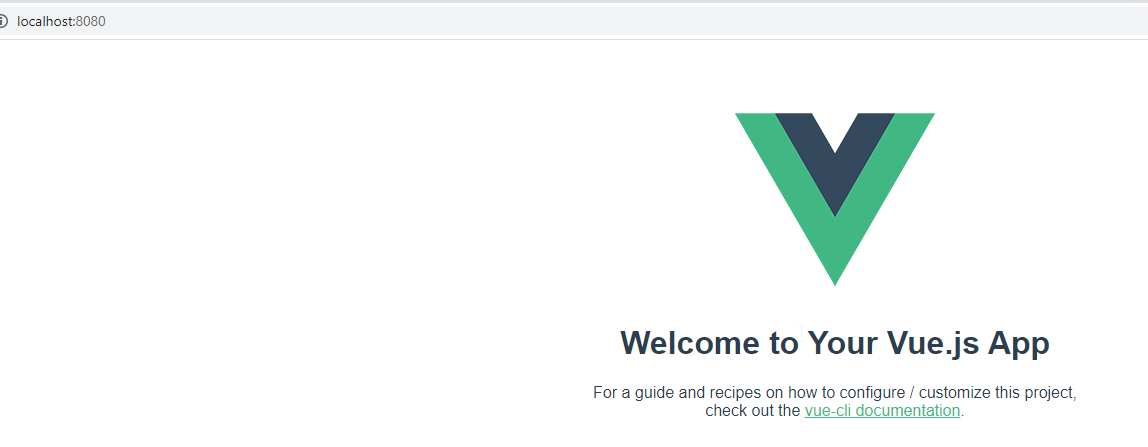 localhost:8080
Welcome to Your Vue.js App
For a guide and recipes on how to configure / customize this project,
check out the vue-cli documentation.